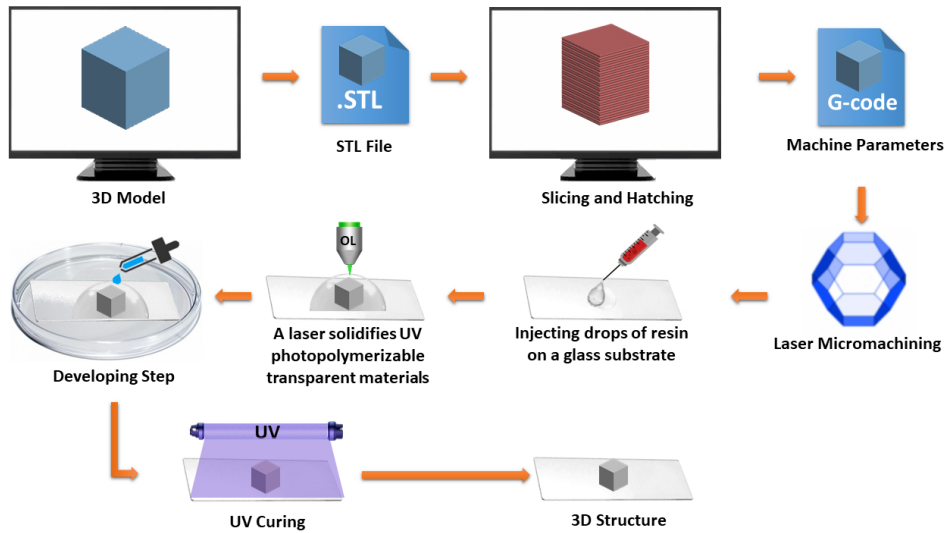 .STL
G-code
STL File
Machine Parameters
3D Model
Slicing and Hatching
OL
Laser Micromachining
Injecting drops of resin
on a glass substrate
A laser solidifies UV
photopolymerizable
transparent materials
Developing Step
UV
UV Curing
3D Structure